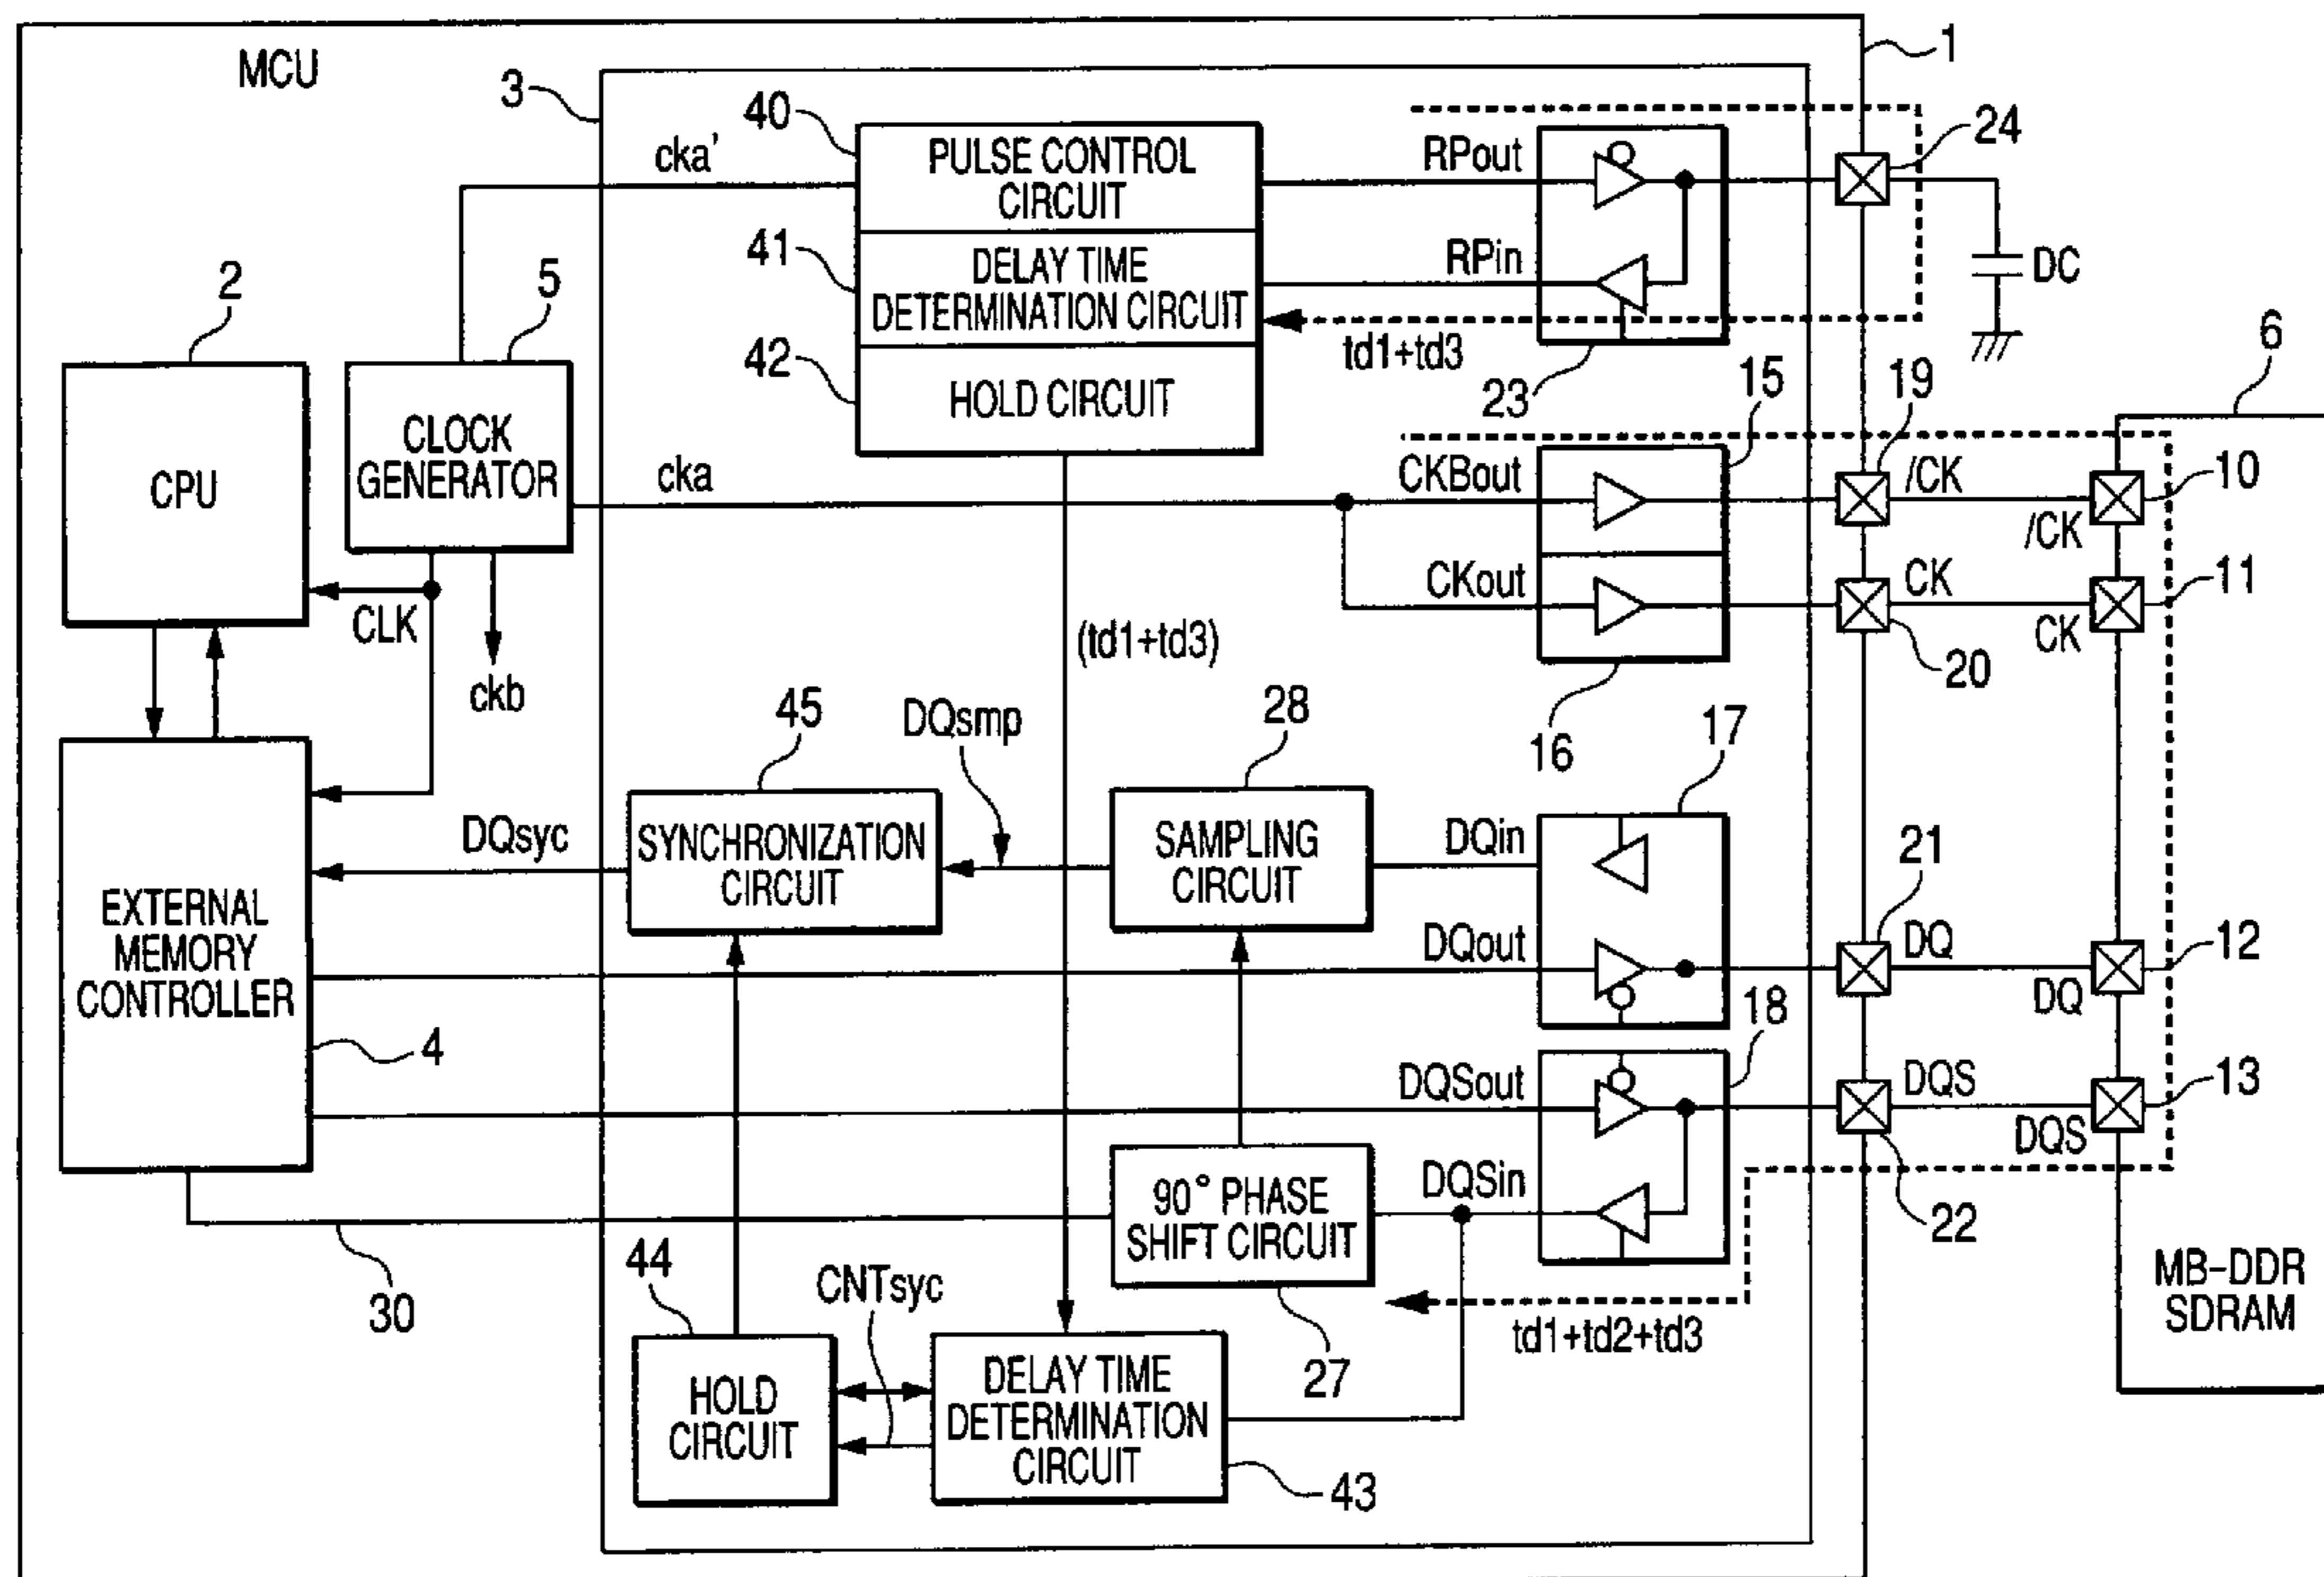 MCU
1
3
40
cka'
PULSE CONTROL
CIRCUIT
RPout
24
41
DELAY TIME
DETERMINATION CIRCUIT
RPin
DC
2
5
td1+td3
6
42
HOLD CIRCUIT
23
15
19
CPU
CLOCK
GENERATOR
cka
CKBout
/CK
10
/CK
CLK
CKout
CK
11
CK
ckb
(td1+td3)
20
45
DQsmp
28
16
17
DQsyc
SYNCHRONIZATION
CIRCUIT
SAMPLING
CIRCUIT
DQin
21
EXTERNAL
MEMORY
CONTROLLER
DQout
DQ
12
DQ
4
18
DQSout
DQS
13
DQS
90° PHASE
SHIFT CIRCUIT
DQSin
22
30
44
CNTsyc
MB-DDR
SDRAM
td1+td2+td3
27
HOLD
CIRCUIT
DELAY TIME
DETERMINATION
CIRCUIT
43